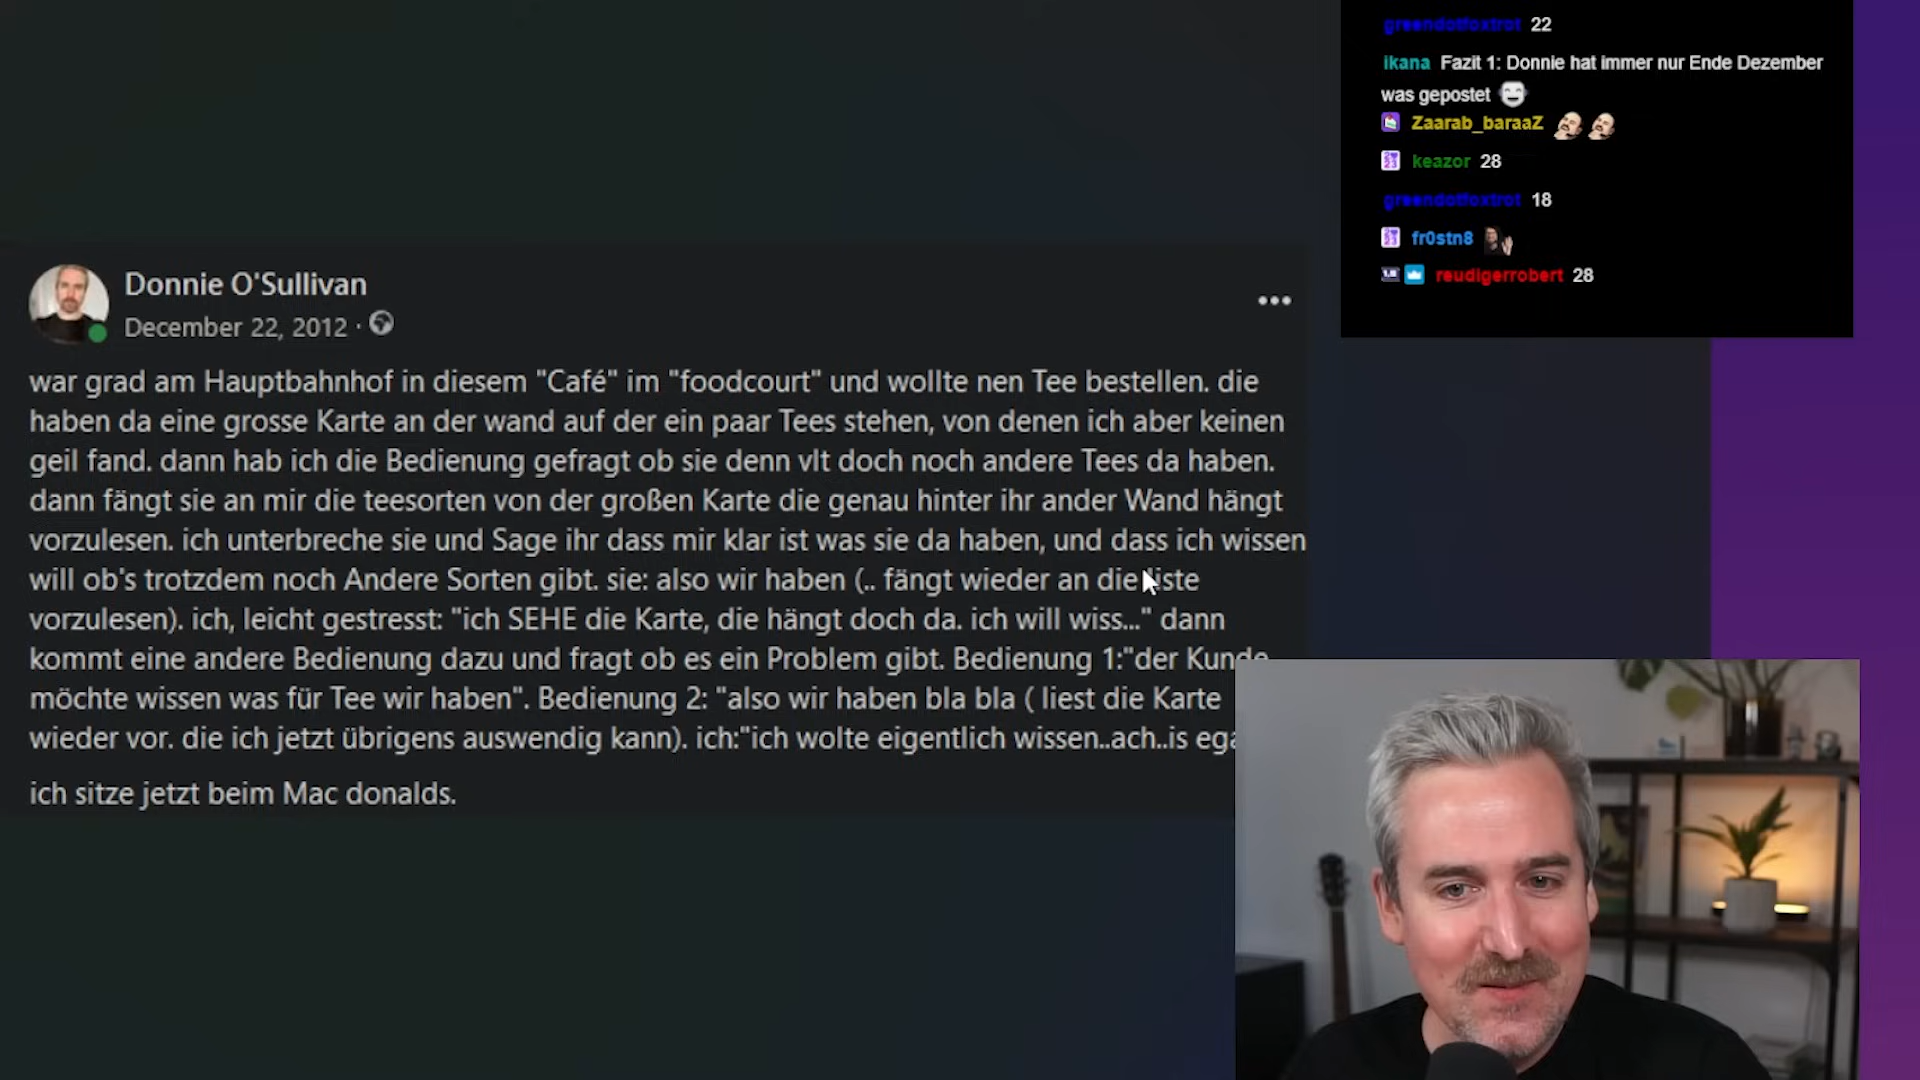 greendotfoxtrot 22
ikana Fazit 1: Donnie hat immer nur Ende Dezember
was gepostet
Zaarab_baraaZ
keazor 28
greendotfoxtrot 18
fr0stn8
reudigerrobert 28
Donnie O'Sullivan
December 22, 2012 ·
war grad am Hauptbahnhof in diesem "Café" im "foodcourt" und wollte nen Tee bestellen. die
haben da eine grosse Karte an der wand auf der ein paar Tees stehen, von denen ich aber keinen
geil fand. dann hab ich die Bedienung gefragt ob sie denn vlt doch noch andere Tees da haben.
dann fängt sie an mir die teesorten von der großen Karte die genau hinter ihr ander Wand hängt
vorzulesen. ich unterbreche sie und Sage ihr dass mir klar ist was sie da haben, und dass ich wissen
will ob's trotzdem noch Andere Sorten gibt. sie: also wir haben (.. fängt wieder an die liste
vorzulesen). ich, leicht gestresst: "ich SEHE die Karte, die hängt doch da. ich will wiss..." dann
kommt eine andere Bedienung dazu und fragt ob es ein Problem gibt. Bedienung 1:"der Kunde
möchte wissen was für Tee wir haben". Bedienung 2: "also wir haben bla bla ( liest die Karte
wieder vor. die ich jetzt übrigens auswendig kann). ich:"ich wolte eigentlich wissen..ach..is ega
ich sitze jetzt beim Mac donalds.